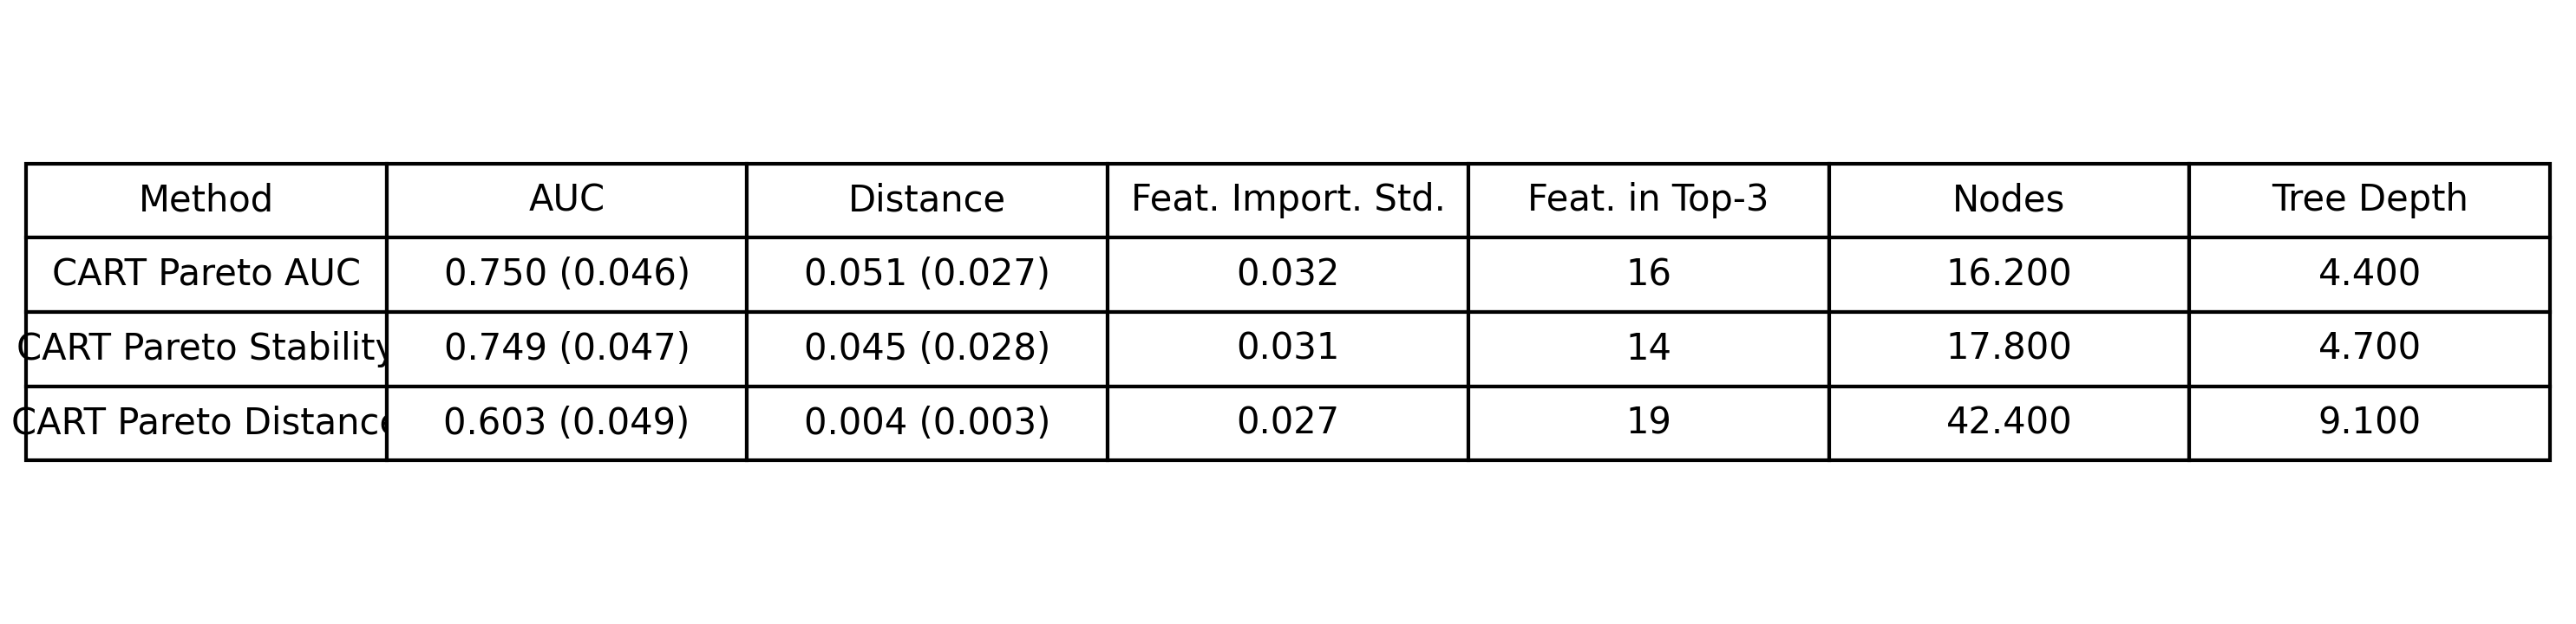 Method AUC Distance Feat. Import. Std. Feat. in Top-3 Nodes Tree Depth
CART Pareto AUC 0.750 (0.046) 0.051 (0.027) 0.032 16 16.200 4.400
CART Pareto Stability 0.749 (0.047) 0.045 (0.028) 0.031 14 17.800 4.700
CART Pareto Distance 0.603 (0.049) 0.004 (0.003) 0.027 19 42.400 9.100